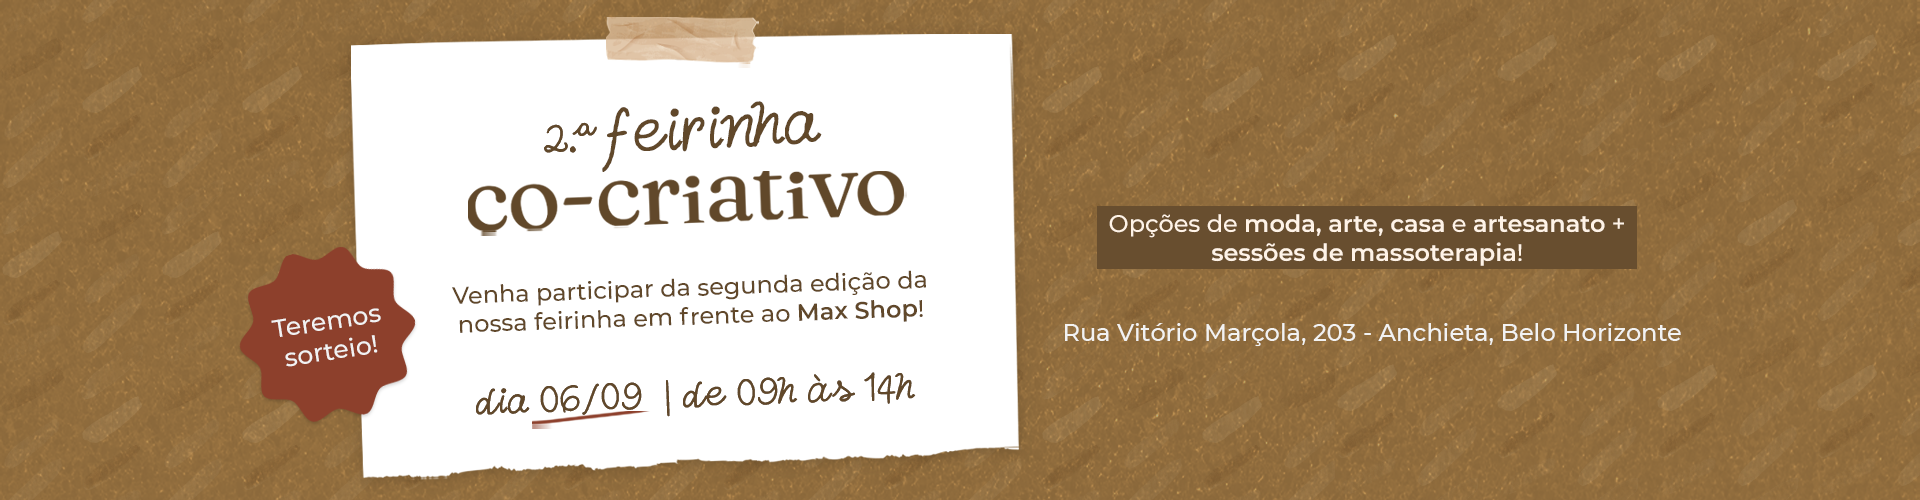 2.ª feirinha
co-criativo
Venha participar da segunda edição da
nossa feirinha em frente ao Max Shop!
dia 06/09 | de 09h às 14h
Teremos
sorteio!
Opções de moda, arte, casa e artesanato +
sessões de massoterapia!
Rua Vitório Marçola, 203 - Anchieta, Belo Horizonte